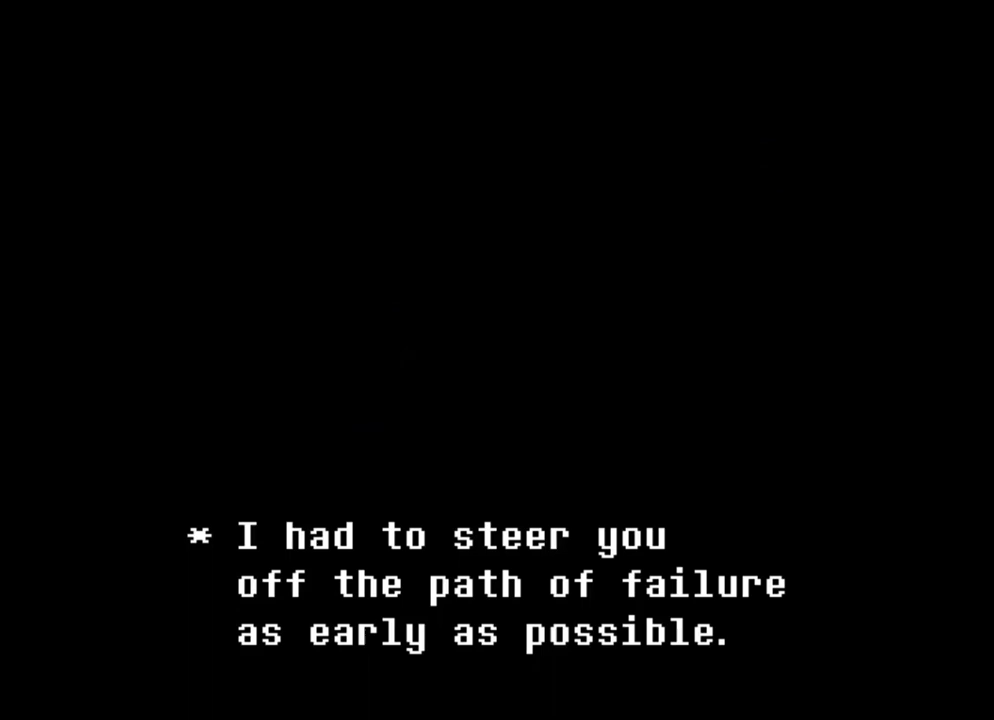 * I had to steer you
off the path of failure
as early as possible.